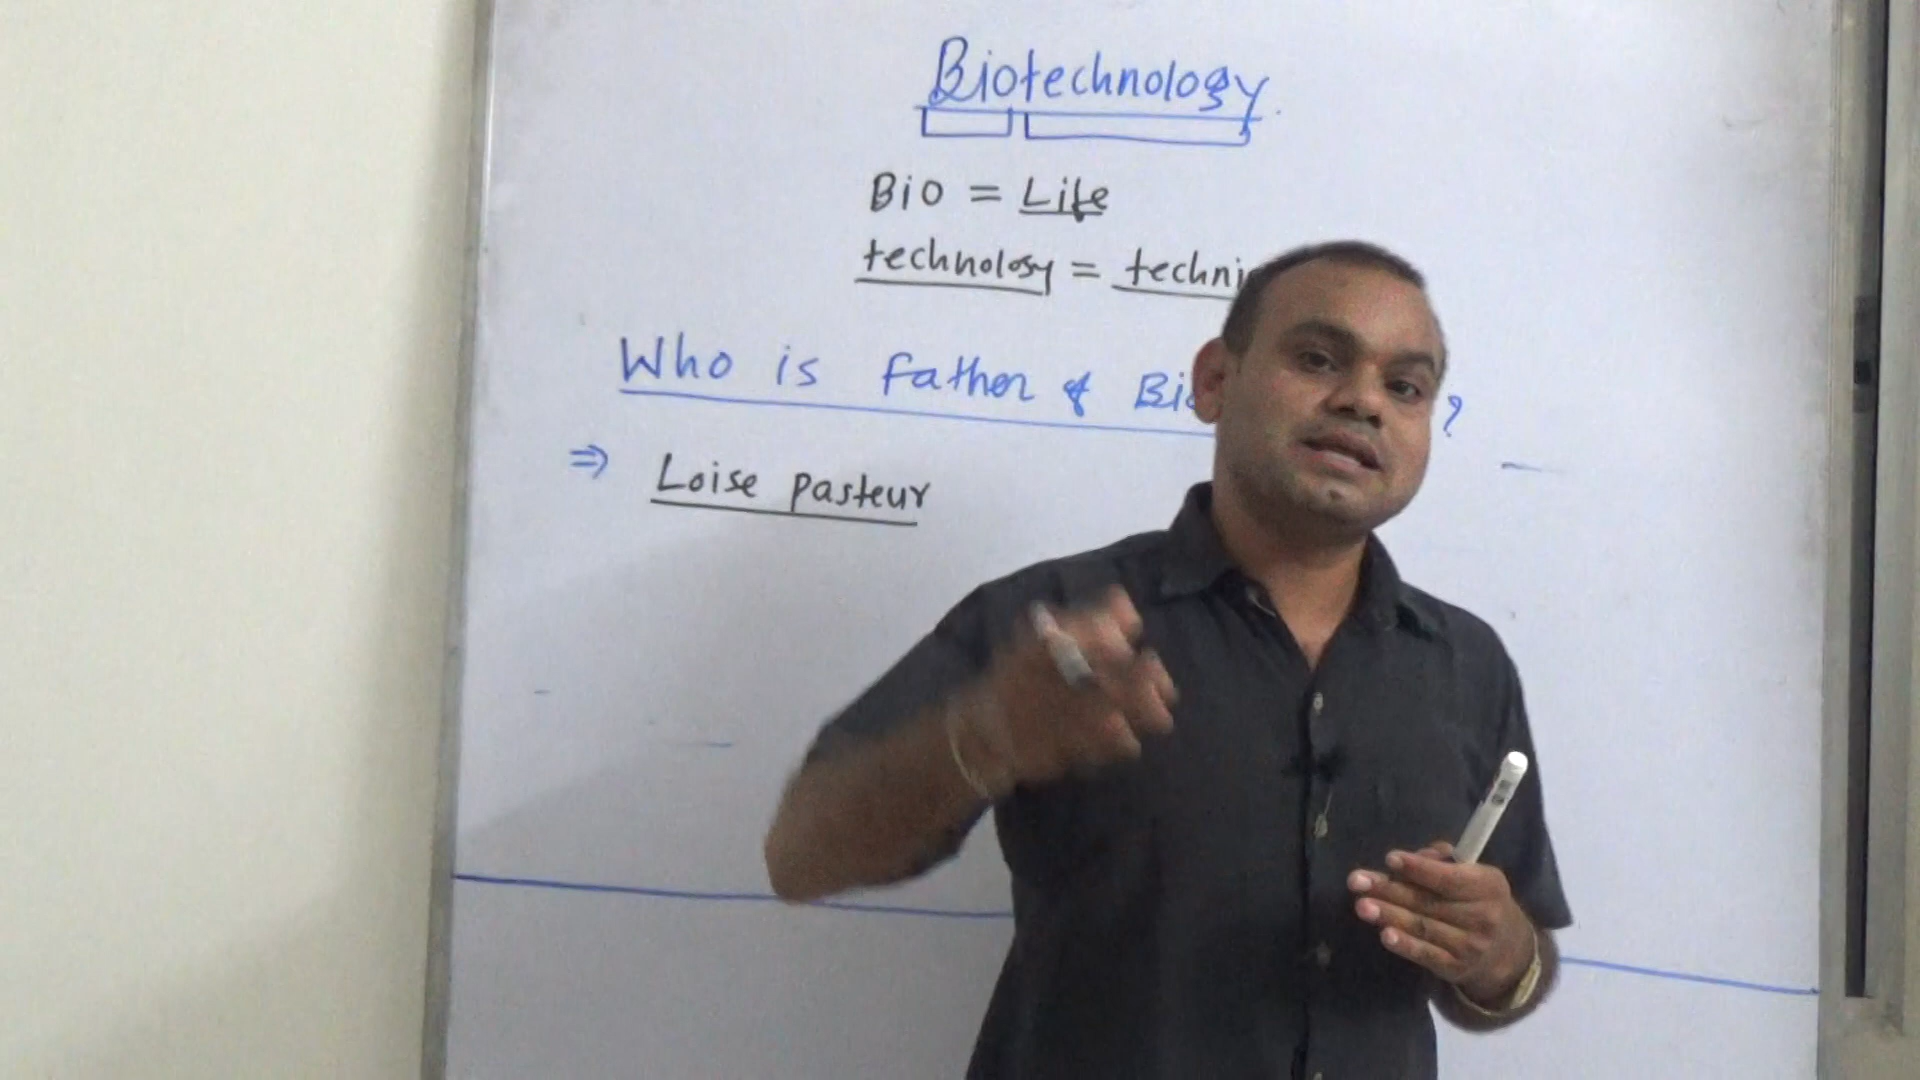 Biotechnology
Bio = Life
technology = techni
Who is father of Bi ?
⇒ Loise pasteur